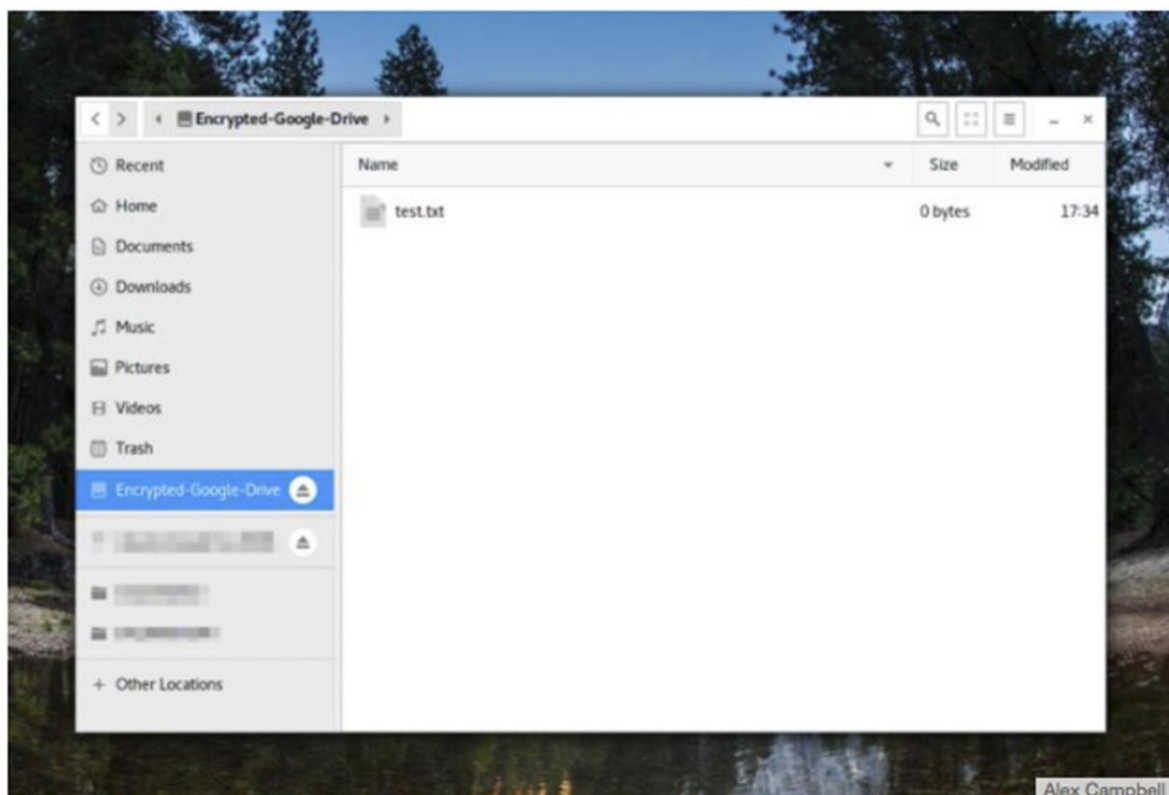 Encrypted-Google-Drive
Recent
Home
Documents
Downloads
Music
Pictures
Videos
Trash
Encrypted-Google-Drive
Other Locations
Name Size Modified
test.txt 0 bytes 17:34
Alex Campbell